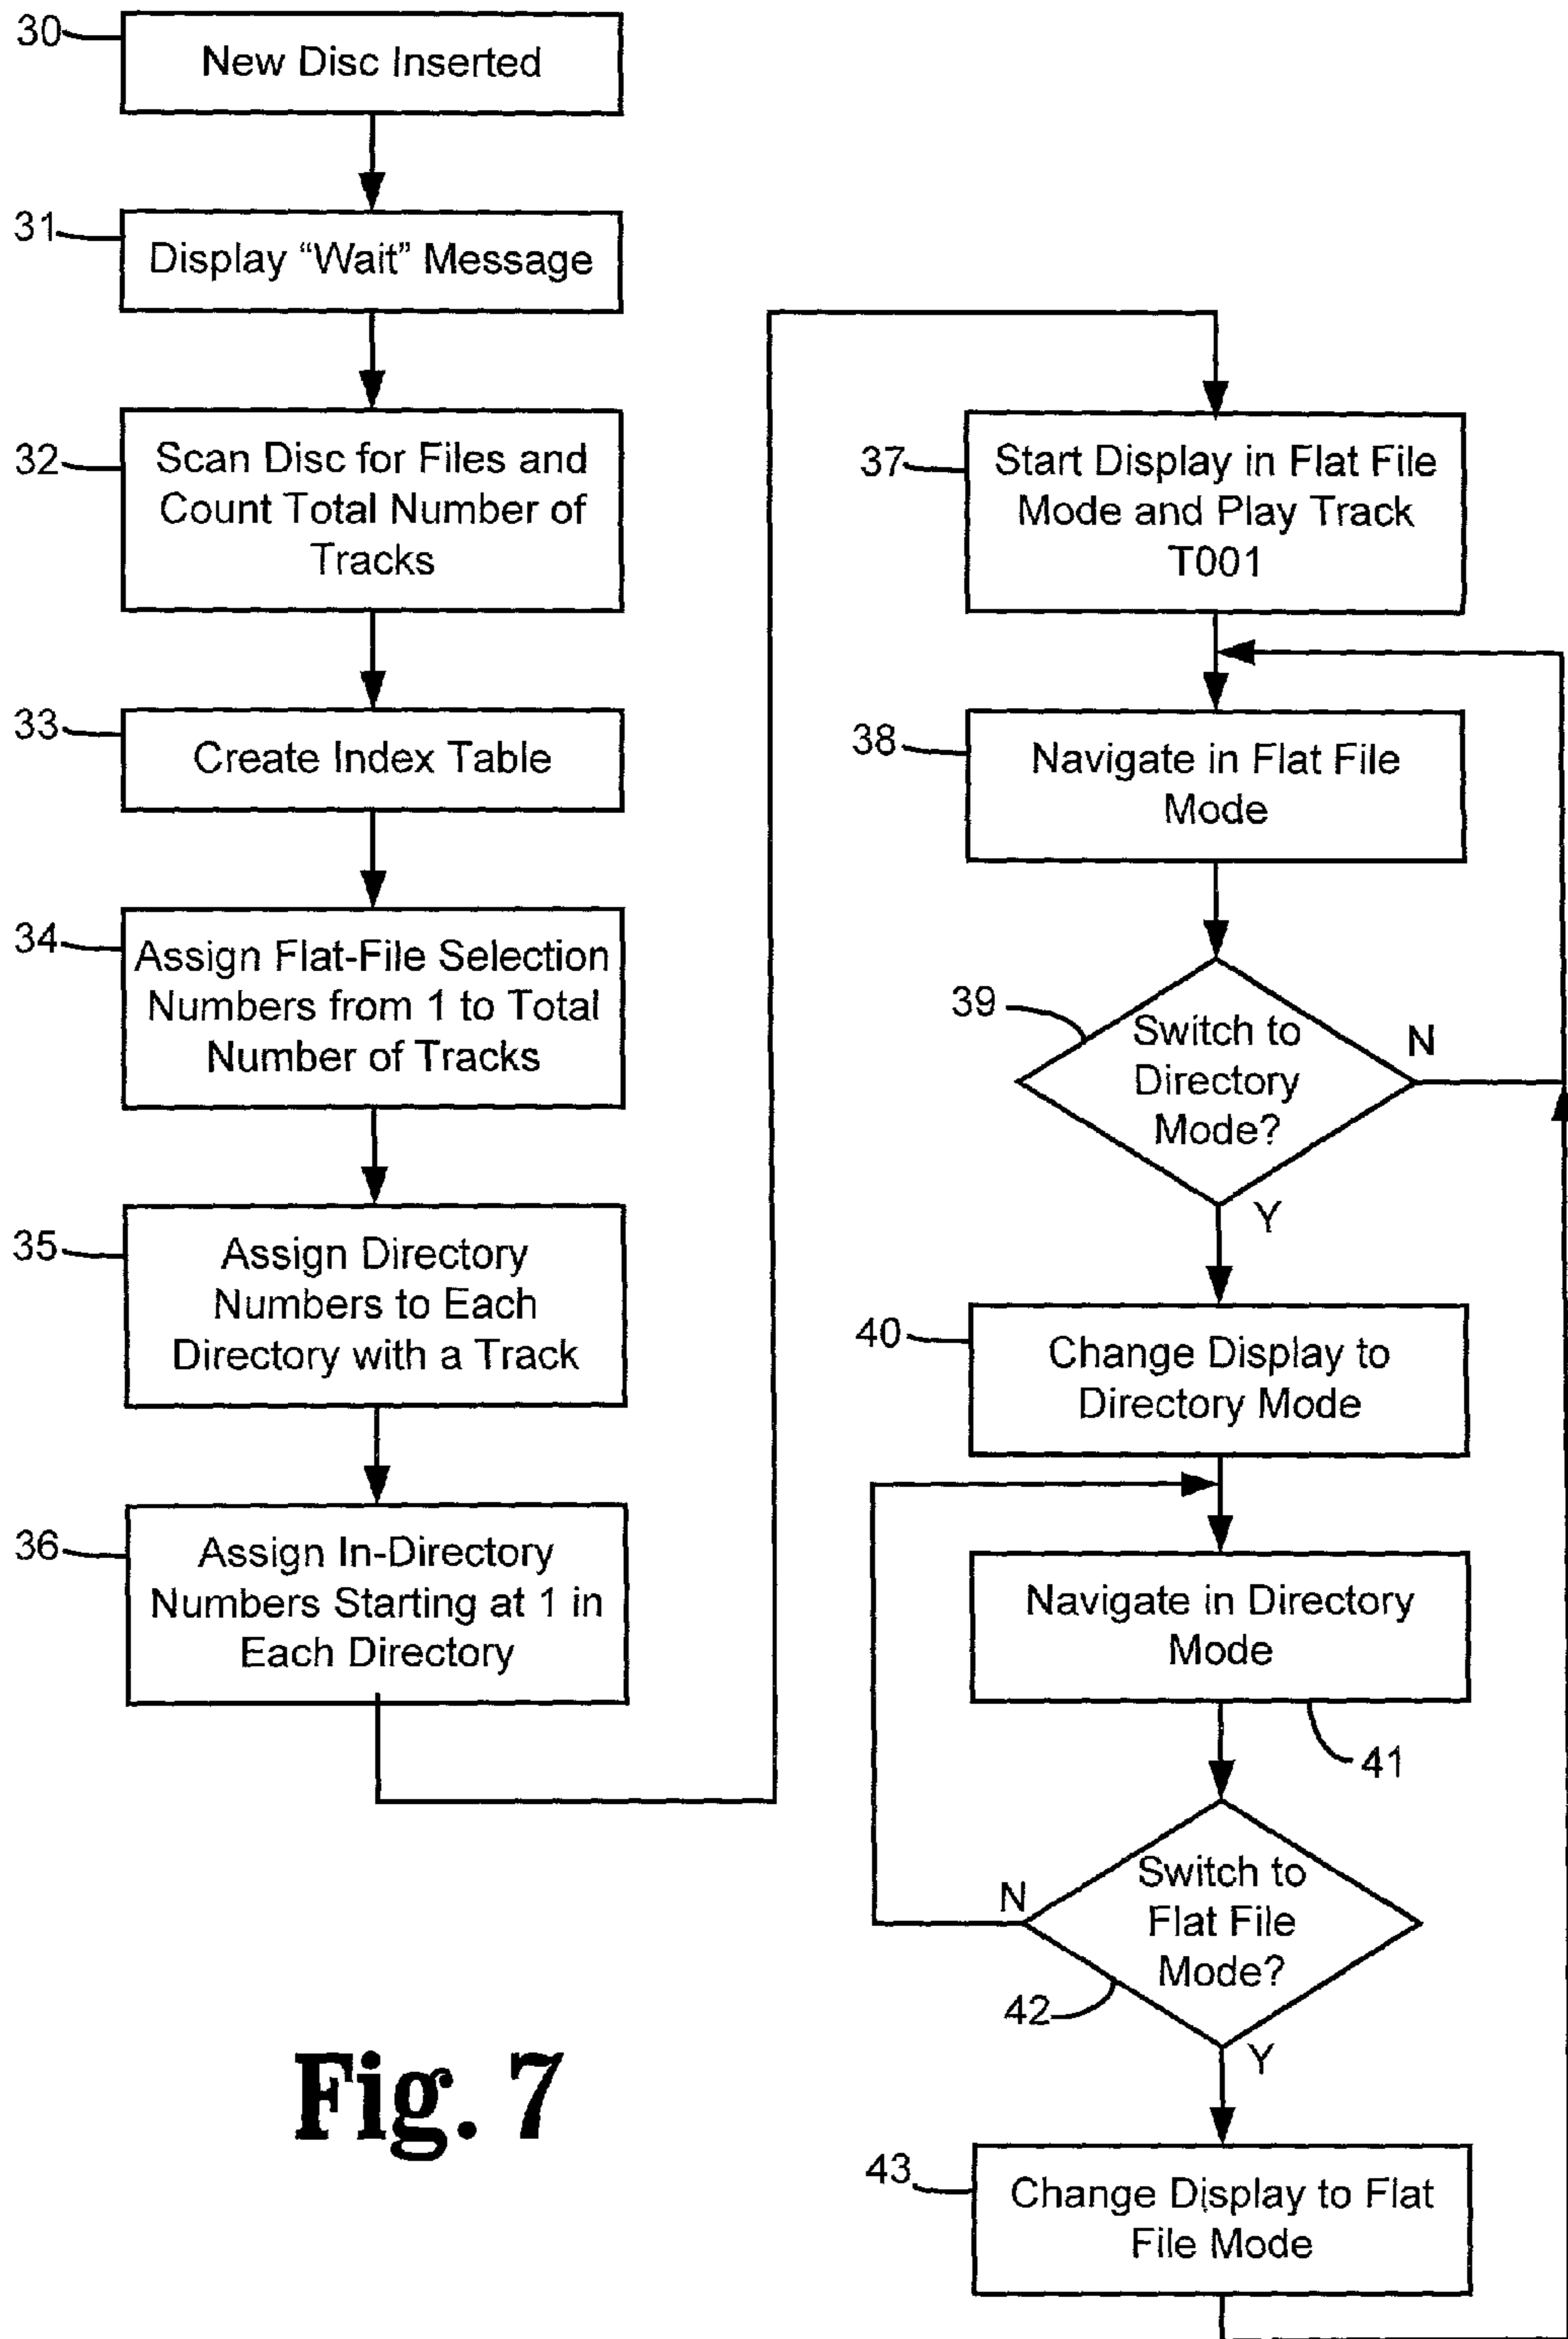 30
New Disc Inserted
31
Display “Wait” Message
32
Scan Disc for Files and
Count Total Number of
Tracks
33
Create Index Table
34
Assign Flat-File Selection
Numbers from 1 to Total
Number of Tracks
35
Assign Directory
Numbers to Each
Directory with a Track
36
Assign In-Directory
Numbers Starting at 1 in
Each Directory
37
Start Display in Flat File
Mode and Play Track
T001
38
Navigate in Flat File
Mode
39
Switch to
Directory
Mode?
N
Y
40
Change Display to
Directory Mode
Navigate in Directory
Mode
41
Switch to
Flat File
Mode?
N
42
Y
43
Change Display to Flat
File Mode
Fig. 7